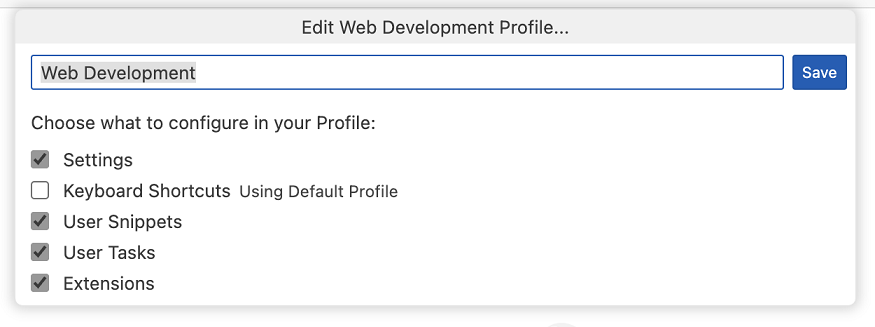 Edit Web Development Profile...
Web Development
Save
Choose what to configure in your Profile:
Settings
Keyboard Shortcuts Using Default Profile
User Snippets
User Tasks
Extensions